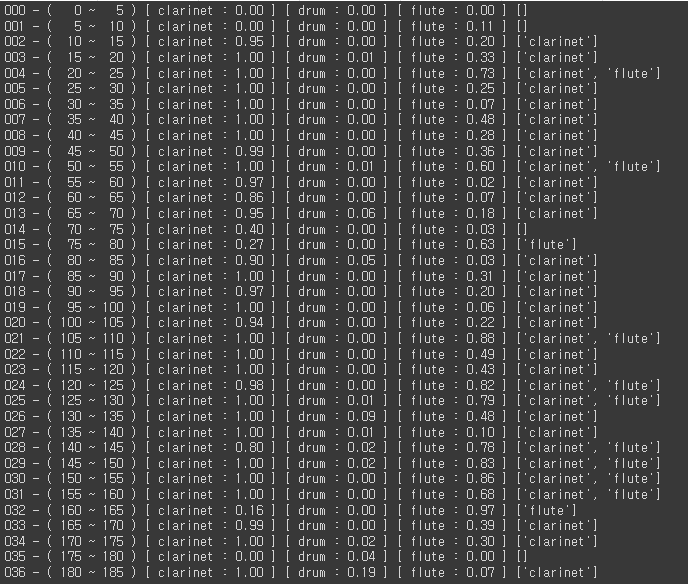 000 - (   0 ~   5 ) [ clarinet : 0.00 ] [ drum : 0.00 ] [ flute : 0.00 ] []
001 - (   5 ~  10 ) [ clarinet : 0.00 ] [ drum : 0.00 ] [ flute : 0.11 ] []
002 - (  10 ~  15 ) [ clarinet : 0.95 ] [ drum : 0.00 ] [ flute : 0.20 ] ['clarinet']
003 - (  15 ~  20 ) [ clarinet : 1.00 ] [ drum : 0.01 ] [ flute : 0.33 ] ['clarinet']
004 - (  20 ~  25 ) [ clarinet : 1.00 ] [ drum : 0.00 ] [ flute : 0.73 ] ['clarinet', 'flute']
005 - (  25 ~  30 ) [ clarinet : 1.00 ] [ drum : 0.00 ] [ flute : 0.25 ] ['clarinet']
006 - (  30 ~  35 ) [ clarinet : 1.00 ] [ drum : 0.00 ] [ flute : 0.07 ] ['clarinet']
007 - (  35 ~  40 ) [ clarinet : 1.00 ] [ drum : 0.00 ] [ flute : 0.48 ] ['clarinet']
008 - (  40 ~  45 ) [ clarinet : 1.00 ] [ drum : 0.00 ] [ flute : 0.28 ] ['clarinet']
009 - (  45 ~  50 ) [ clarinet : 0.99 ] [ drum : 0.00 ] [ flute : 0.36 ] ['clarinet']
010 - (  50 ~  55 ) [ clarinet : 1.00 ] [ drum : 0.01 ] [ flute : 0.60 ] ['clarinet', 'flute']
011 - (  55 ~  60 ) [ clarinet : 0.97 ] [ drum : 0.00 ] [ flute : 0.02 ] ['clarinet']
012 - (  60 ~  65 ) [ clarinet : 0.86 ] [ drum : 0.00 ] [ flute : 0.07 ] ['clarinet']
013 - (  65 ~  70 ) [ clarinet : 0.95 ] [ drum : 0.06 ] [ flute : 0.18 ] ['clarinet']
014 - (  70 ~  75 ) [ clarinet : 0.40 ] [ drum : 0.00 ] [ flute : 0.03 ] []
015 - (  75 ~  80 ) [ clarinet : 0.27 ] [ drum : 0.00 ] [ flute : 0.63 ] ['flute']
016 - (  80 ~  85 ) [ clarinet : 0.90 ] [ drum : 0.05 ] [ flute : 0.03 ] ['clarinet']
017 - (  85 ~  90 ) [ clarinet : 1.00 ] [ drum : 0.00 ] [ flute : 0.31 ] ['clarinet']
018 - (  90 ~  95 ) [ clarinet : 0.97 ] [ drum : 0.00 ] [ flute : 0.20 ] ['clarinet']
019 - (  95 ~ 100 ) [ clarinet : 1.00 ] [ drum : 0.00 ] [ flute : 0.06 ] ['clarinet']
020 - ( 100 ~ 105 ) [ clarinet : 0.94 ] [ drum : 0.00 ] [ flute : 0.22 ] ['clarinet']
021 - ( 105 ~ 110 ) [ clarinet : 1.00 ] [ drum : 0.00 ] [ flute : 0.88 ] ['clarinet', 'flute']
022 - ( 110 ~ 115 ) [ clarinet : 1.00 ] [ drum : 0.00 ] [ flute : 0.49 ] ['clarinet']
023 - ( 115 ~ 120 ) [ clarinet : 1.00 ] [ drum : 0.00 ] [ flute : 0.43 ] ['clarinet']
024 - ( 120 ~ 125 ) [ clarinet : 0.98 ] [ drum : 0.00 ] [ flute : 0.82 ] ['clarinet', 'flute']
025 - ( 125 ~ 130 ) [ clarinet : 1.00 ] [ drum : 0.01 ] [ flute : 0.79 ] ['clarinet', 'flute']
026 - ( 130 ~ 135 ) [ clarinet : 1.00 ] [ drum : 0.09 ] [ flute : 0.48 ] ['clarinet']
027 - ( 135 ~ 140 ) [ clarinet : 1.00 ] [ drum : 0.01 ] [ flute : 0.10 ] ['clarinet']
028 - ( 140 ~ 145 ) [ clarinet : 0.80 ] [ drum : 0.02 ] [ flute : 0.78 ] ['clarinet', 'flute']
029 - ( 145 ~ 150 ) [ clarinet : 1.00 ] [ drum : 0.02 ] [ flute : 0.83 ] ['clarinet', 'flute']
030 - ( 150 ~ 155 ) [ clarinet : 1.00 ] [ drum : 0.00 ] [ flute : 0.86 ] ['clarinet', 'flute']
031 - ( 155 ~ 160 ) [ clarinet : 1.00 ] [ drum : 0.00 ] [ flute : 0.68 ] ['clarinet', 'flute']
032 - ( 160 ~ 165 ) [ clarinet : 0.16 ] [ drum : 0.00 ] [ flute : 0.97 ] ['flute']
033 - ( 165 ~ 170 ) [ clarinet : 0.99 ] [ drum : 0.00 ] [ flute : 0.39 ] ['clarinet']
034 - ( 170 ~ 175 ) [ clarinet : 1.00 ] [ drum : 0.02 ] [ flute : 0.30 ] ['clarinet']
035 - ( 175 ~ 180 ) [ clarinet : 0.00 ] [ drum : 0.04 ] [ flute : 0.00 ] []
036 - ( 180 ~ 185 ) [ clarinet : 1.00 ] [ drum : 0.19 ] [ flute : 0.07 ] ['clarinet']